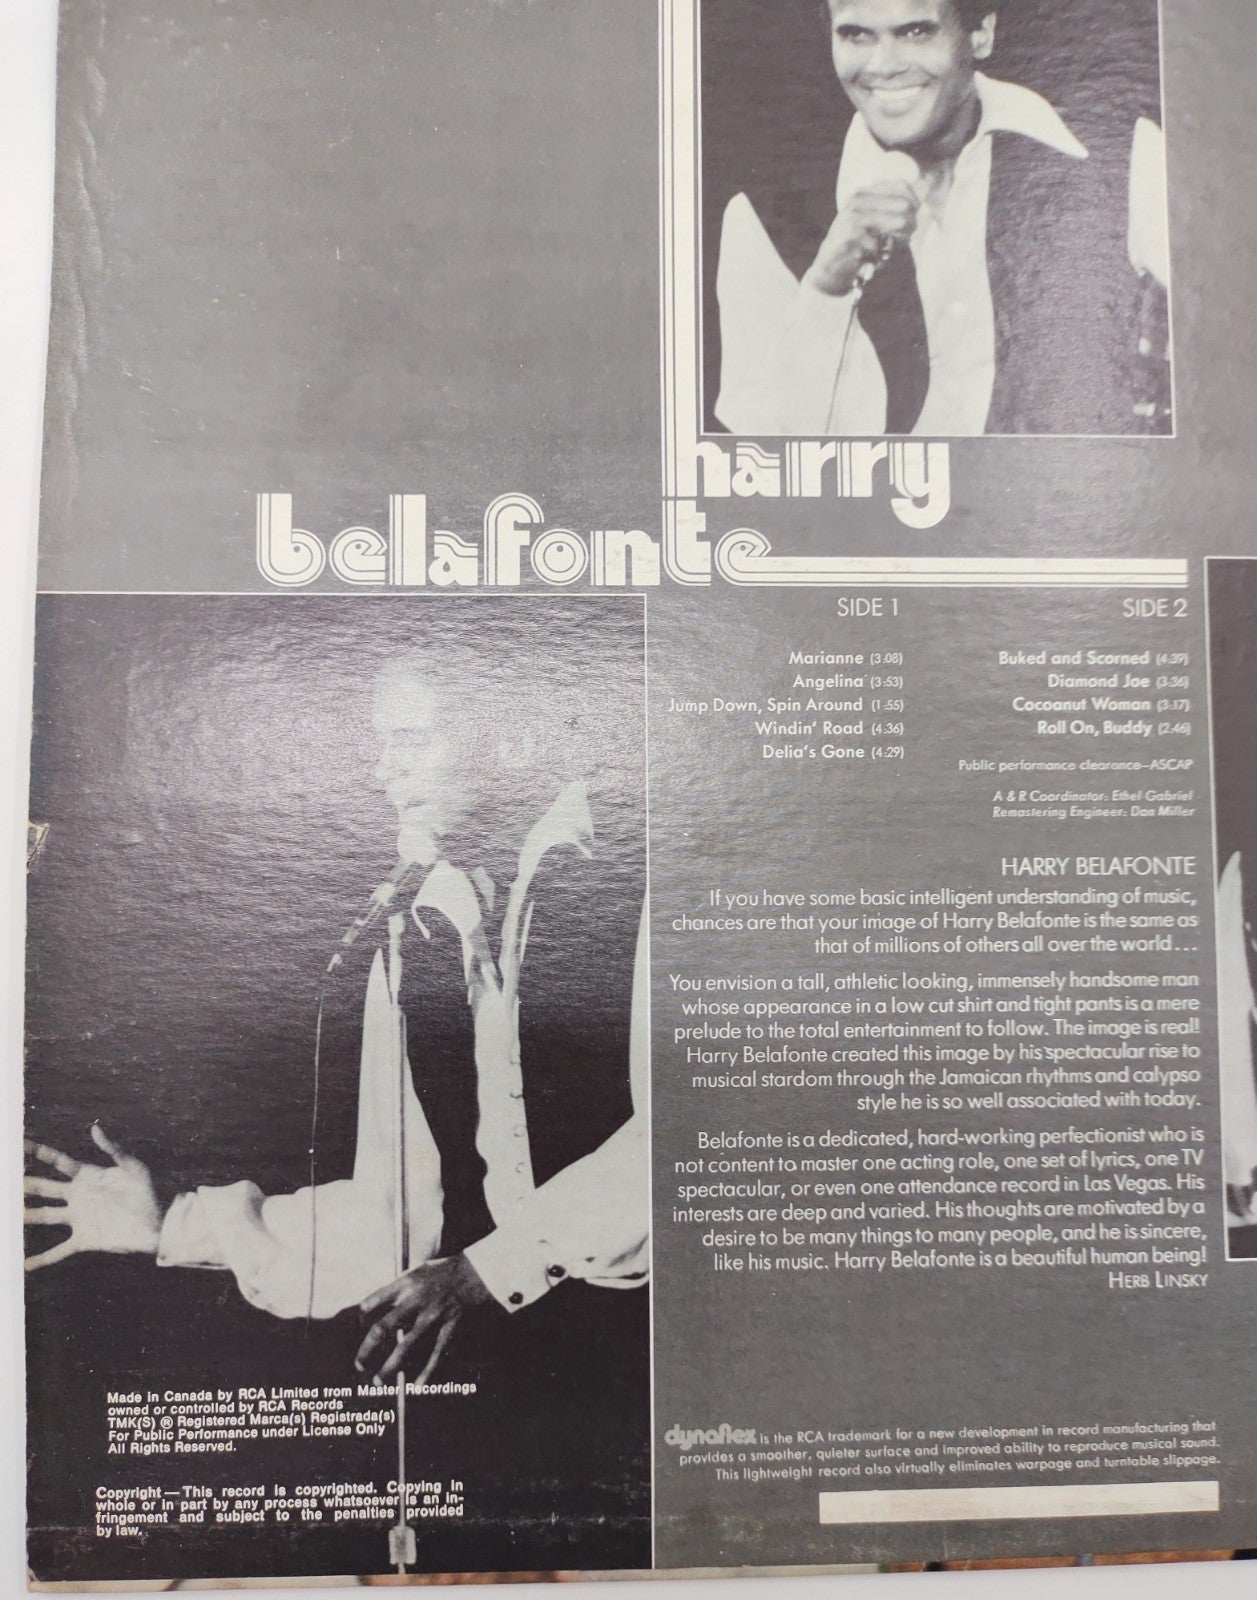 harry
belafonte
SIDE 1
Marianne (3:08)
Angelina (3:53)
Jump Down, Spin Around (1:55)
Windin' Road (4:36)
Delia's Gone (4:29)
SIDE 2
Buked and Scorned (4:39)
Diamond Joe (3:36)
Cocoanut Woman (3:17)
Roll On, Buddy (2:46)
Public performance clearance—ASCAP
A & R Coordinator: Ethel Gabriel
Remastering Engineer: Don Miller
HARRY BELAFONTE
If you have some basic intelligent understanding of music,
chances are that your image of Harry Belafonte is the same as
that of millions of others all over the world...
You envision a tall, athletic looking, immensely handsome man
whose appearance in a low cut shirt and tight pants is a mere
prelude to the total entertainment to follow. The image is real!
Harry Belafonte created this image by his spectacular rise to
musical stardom through the Jamaican rhythms and calypso
style he is so well associated with today.
Belafonte is a dedicated, hard-working perfectionist who is
not content to master one acting role, one set of lyrics, one TV
spectacular, or even one attendance record in Las Vegas. His
interests are deep and varied. His thoughts are motivated by a
desire to be many things to many people, and he is sincere,
like his music. Harry Belafonte is a beautiful human being!
HERB LINSKY
Made in Canada by RCA Limited from Master Recordings
owned or controlled by RCA Records
TMK(S) ® Registered Marca(s) Registrada(s)
For Public Performance under License Only
All Rights Reserved.
Copyright — This record is copyrighted. Copying in
whole or in part by any process whatsoever is an in-
fringement and subject to the penalties provided
by law.
dynaflex is the RCA trademark for a new development in record manufacturing that
provides a smoother, quieter surface and improved ability to reproduce musical sound.
This lightweight record also virtually eliminates warpage and turntable slippage.